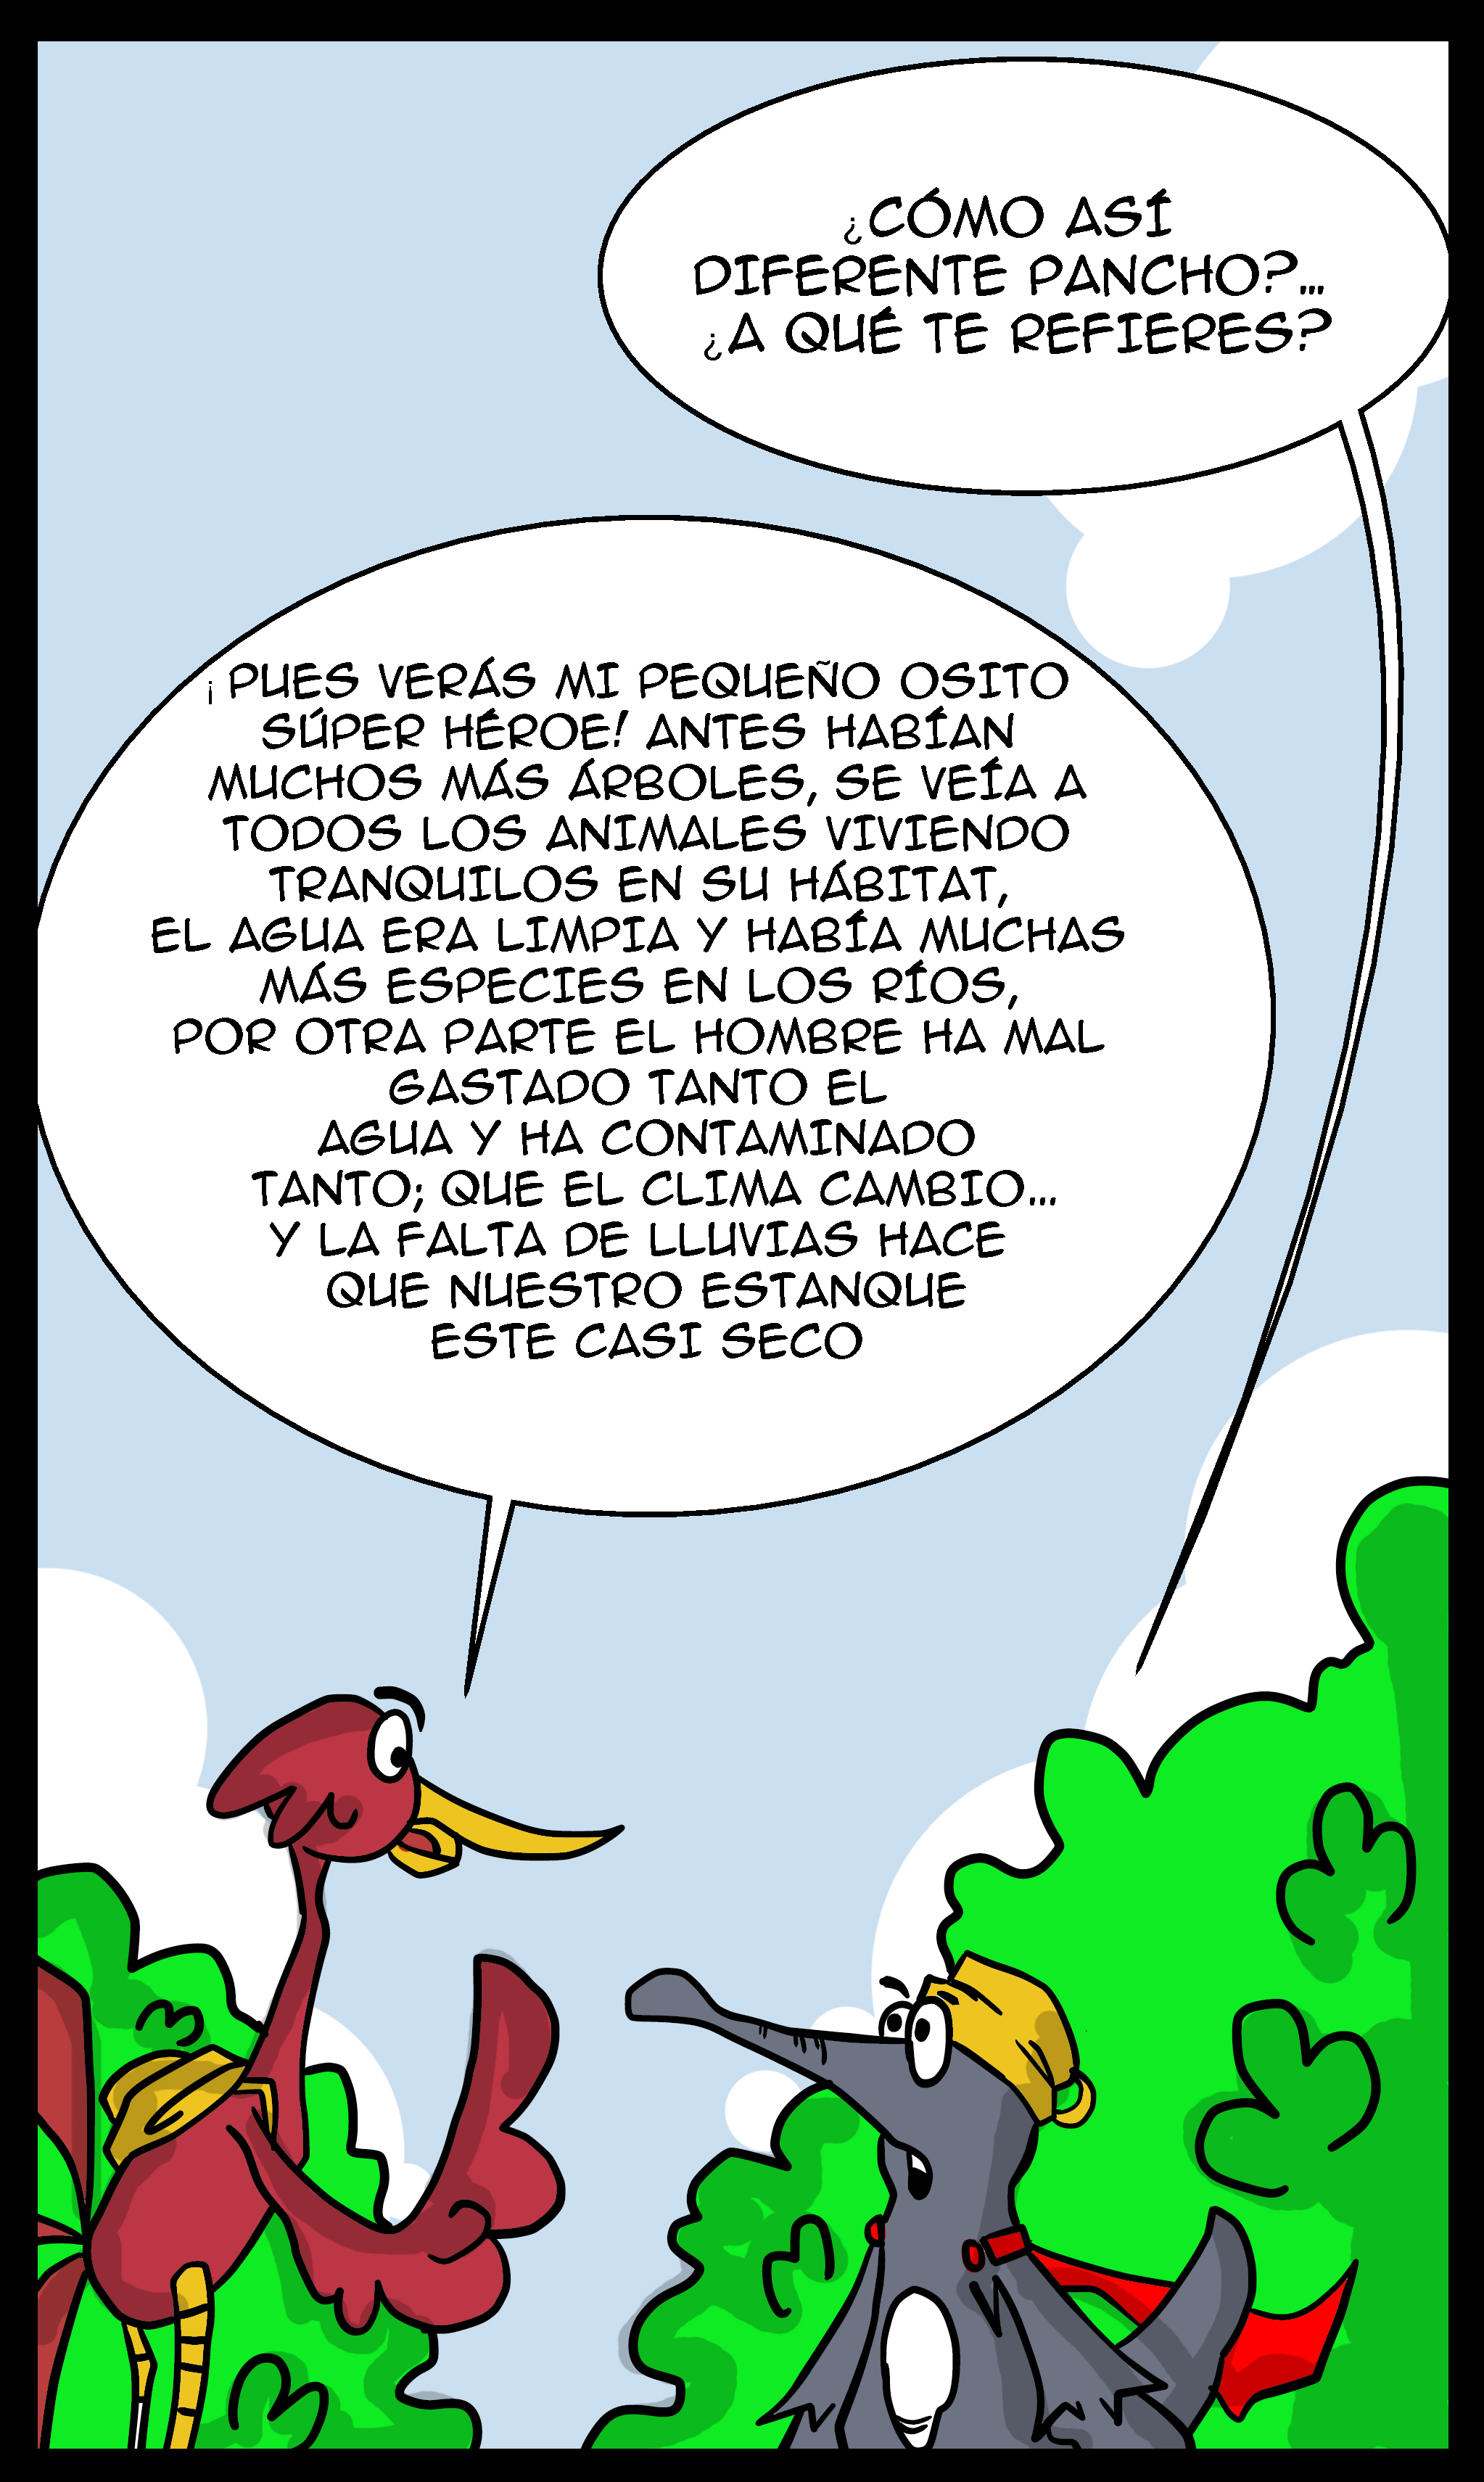 ¿CÓMO ASÍ
DIFERENTE PANCHO?...
¿A QUÉ TE REFIERES?
¡ PUES VERÁS MI PEQUEÑO OSITO
SÚPER HÉROE! ANTES HABÍAN
MUCHOS MÁS ÁRBOLES, SE VEÍA A
TODOS LOS ANIMALES VIVIENDO
TRANQUILOS EN SU HÁBITAT,
EL AGUA ERA LIMPIA Y HABÍA MUCHAS
MÁS ESPECIES EN LOS RÍOS,
POR OTRA PARTE EL HOMBRE HA MAL
GASTADO TANTO EL
AGUA Y HA CONTAMINADO
TANTO; QUE EL CLIMA CAMBIO...
Y LA FALTA DE LLUVIAS HACE
QUE NUESTRO ESTANQUE
ESTE CASI SECO